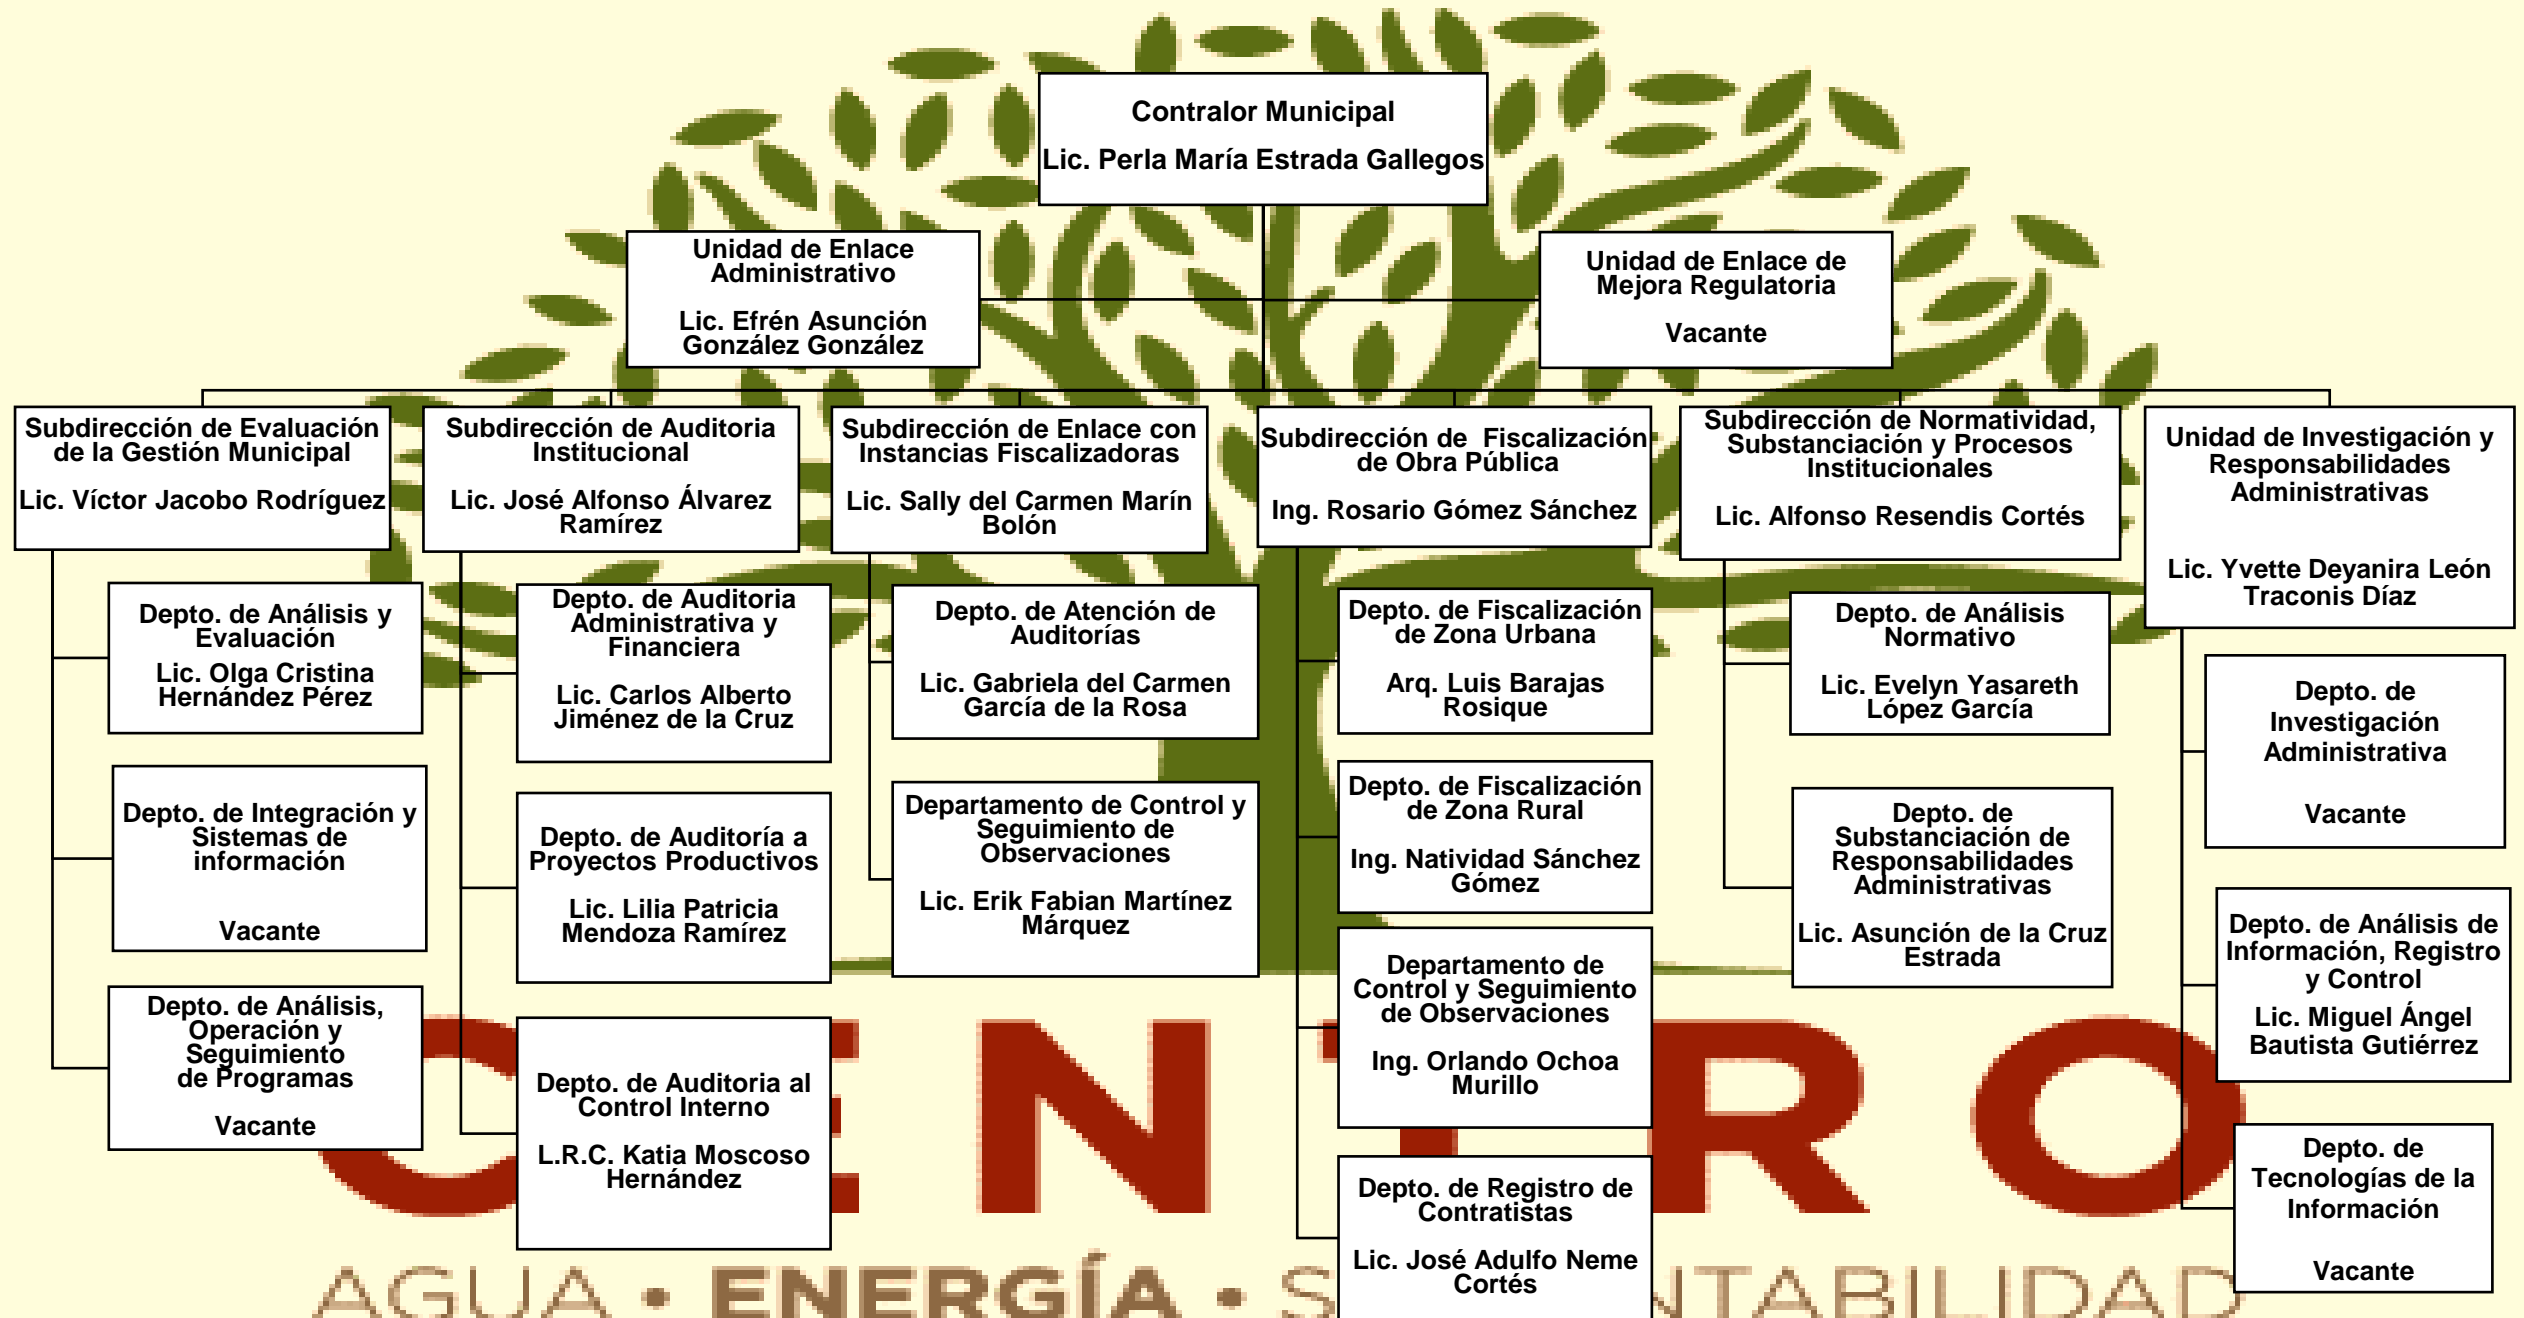 Contralor Municipal
Lic. Perla María Estrada Gallegos
Unidad de Enlace
Administrativo
Lic. Efrén Asunción
González González
Unidad de Enlace de
Mejora Regulatoria
Vacante
Subdirección de Evaluación
de la Gestión Municipal
Lic. Víctor Jacobo Rodríguez
Subdirección de Auditoria
Institucional
Lic. José Alfonso Álvarez
Ramírez
Subdirección de Enlace con
Instancias Fiscalizadoras
Lic. Sally del Carmen Marín
Bolón
Subdirección de Fiscalización
de Obra Pública
Ing. Rosario Gómez Sánchez
Subdirección de Normatividad,
Substanciación y Procesos
Institucionales
Lic. Alfonso Resendis Cortés
Unidad de Investigación y
Responsabilidades
Administrativas
Lic. Yvette Deyanira León
Traconis Díaz
Depto. de Análisis y
Evaluación
Lic. Olga Cristina
Hernández Pérez
Depto. de Integración y
Sistemas de
información
Vacante
Depto. de Análisis,
Operación y
Seguimiento
de Programas
Vacante
Depto. de Auditoria
Administrativa y
Financiera
Lic. Carlos Alberto
Jiménez de la Cruz
Depto. de Auditoría a
Proyectos Productivos
Lic. Lilia Patricia
Mendoza Ramírez
Depto. de Auditoria al
Control Interno
L.R.C. Katia Moscoso
Hernández
Depto. de Atención de
Auditorías
Lic. Gabriela del Carmen
García de la Rosa
Departamento de Control y
Seguimiento de
Observaciones
Lic. Erik Fabian Martínez
Márquez
Depto. de Fiscalización
de Zona Urbana
Arq. Luis Barajas
Rosique
Depto. de Fiscalización
de Zona Rural
Ing. Natividad Sánchez
Gómez
Departamento de
Control y Seguimiento
de Observaciones
Ing. Orlando Ochoa
Murillo
Depto. de Registro de
Contratistas
Lic. José Adulfo Neme
Cortés
Depto. de Análisis
Normativo
Lic. Evelyn Yasareth
López García
Depto. de
Substanciación de
Responsabilidades
Administrativas
Lic. Asunción de la Cruz
Estrada
Depto. de
Investigación
Administrativa
Vacante
Depto. de Análisis de
Información, Registro
y Control
Lic. Miguel Ángel
Bautista Gutiérrez
Depto. de
Tecnologías de la
Información
Vacante
CENTRO
AGUA • ENERGÍA •